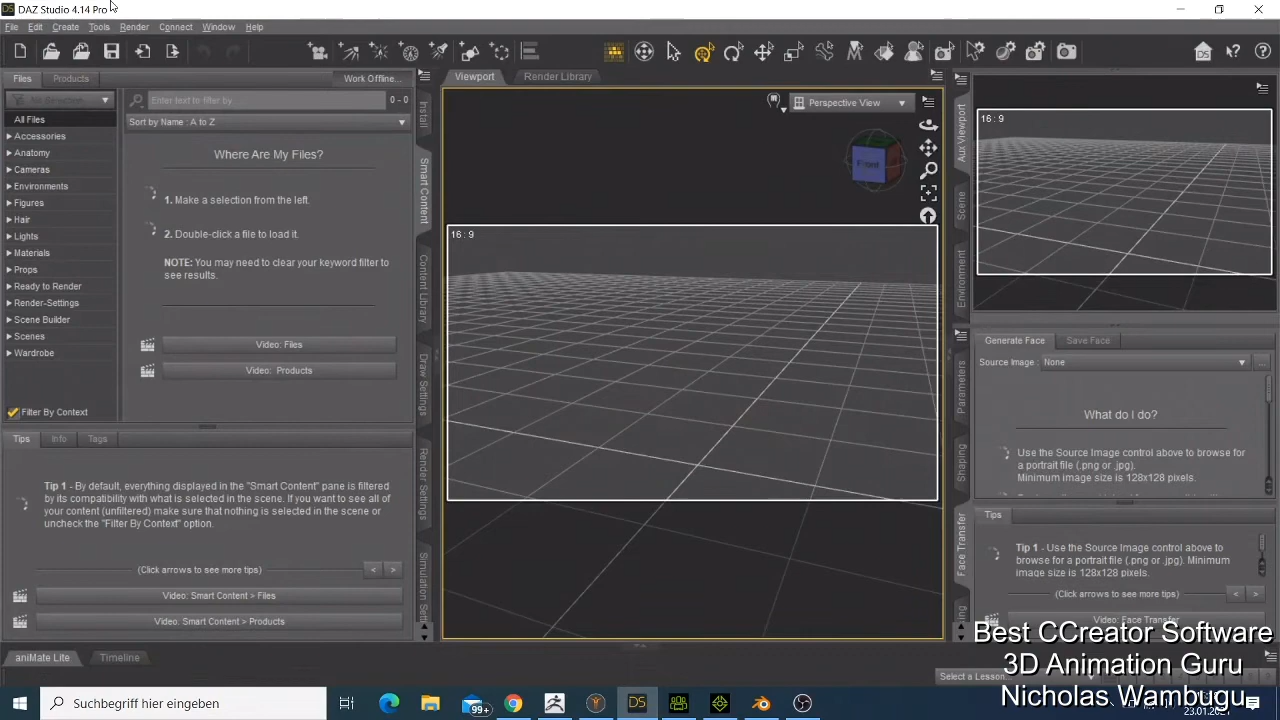 DAZ Studio 4.14 Pro
File Edit Create Tools Render Connect Window Help
Files Products Work Offline...
Enter text to filter by... 0 - 0
All Files
Sort by Name : A to Z
Accessories
Anatomy
Cameras
Environments
Figures
Hair
Lights
Materials
Props
Ready to Render
Render-Settings
Scene Builder
Scenes
Wardrobe
Filter By Context
Where Are My Files?
1. Make a selection from the left.
2. Double-click a file to load it.
NOTE: You may need to clear your keyword filter to
see results.
Video: Files
Video: Products
Tips Info Tags
Tip 1 - By default, everything displayed in the "Smart Content" pane is filtered
by its compatibility with what is selected in the scene. If you want to see all of
your content (unfiltered) make sure that nothing is selected in the scene or
uncheck the "Filter By Context" option.
(Click arrows to see more tips) < >
Video: Smart Content > Files
Video: Smart Content > Products
Install
Smart Content
Content Library
Draw Settings
Render Settings
Simulation Set
Viewport Render Library
Perspective View
Front
16 : 9
Aux Viewport
Scene
Environment
16 : 9
Parameters
Shaping
Face Transfer
Generate Face Save Face
Source Image : None ...
What do I do?
Use the Source Image control above to browse for
a portrait file (.png or .jpg).
Minimum image size is 128x128 pixels.
Tips
Tip 1 - Use the Source Image control above to
browse for a portrait file (.png or .jpg). Minimum
image size is 128x128 pixels.
(Click arrows to see more tips) < >
Video: Face Transfer
aniMate Lite Timeline
Select a Lesson...
Best CCreator Software
3D Animation Guru
Nicholas Wambugu
Suchbegriff hier eingeben
99+